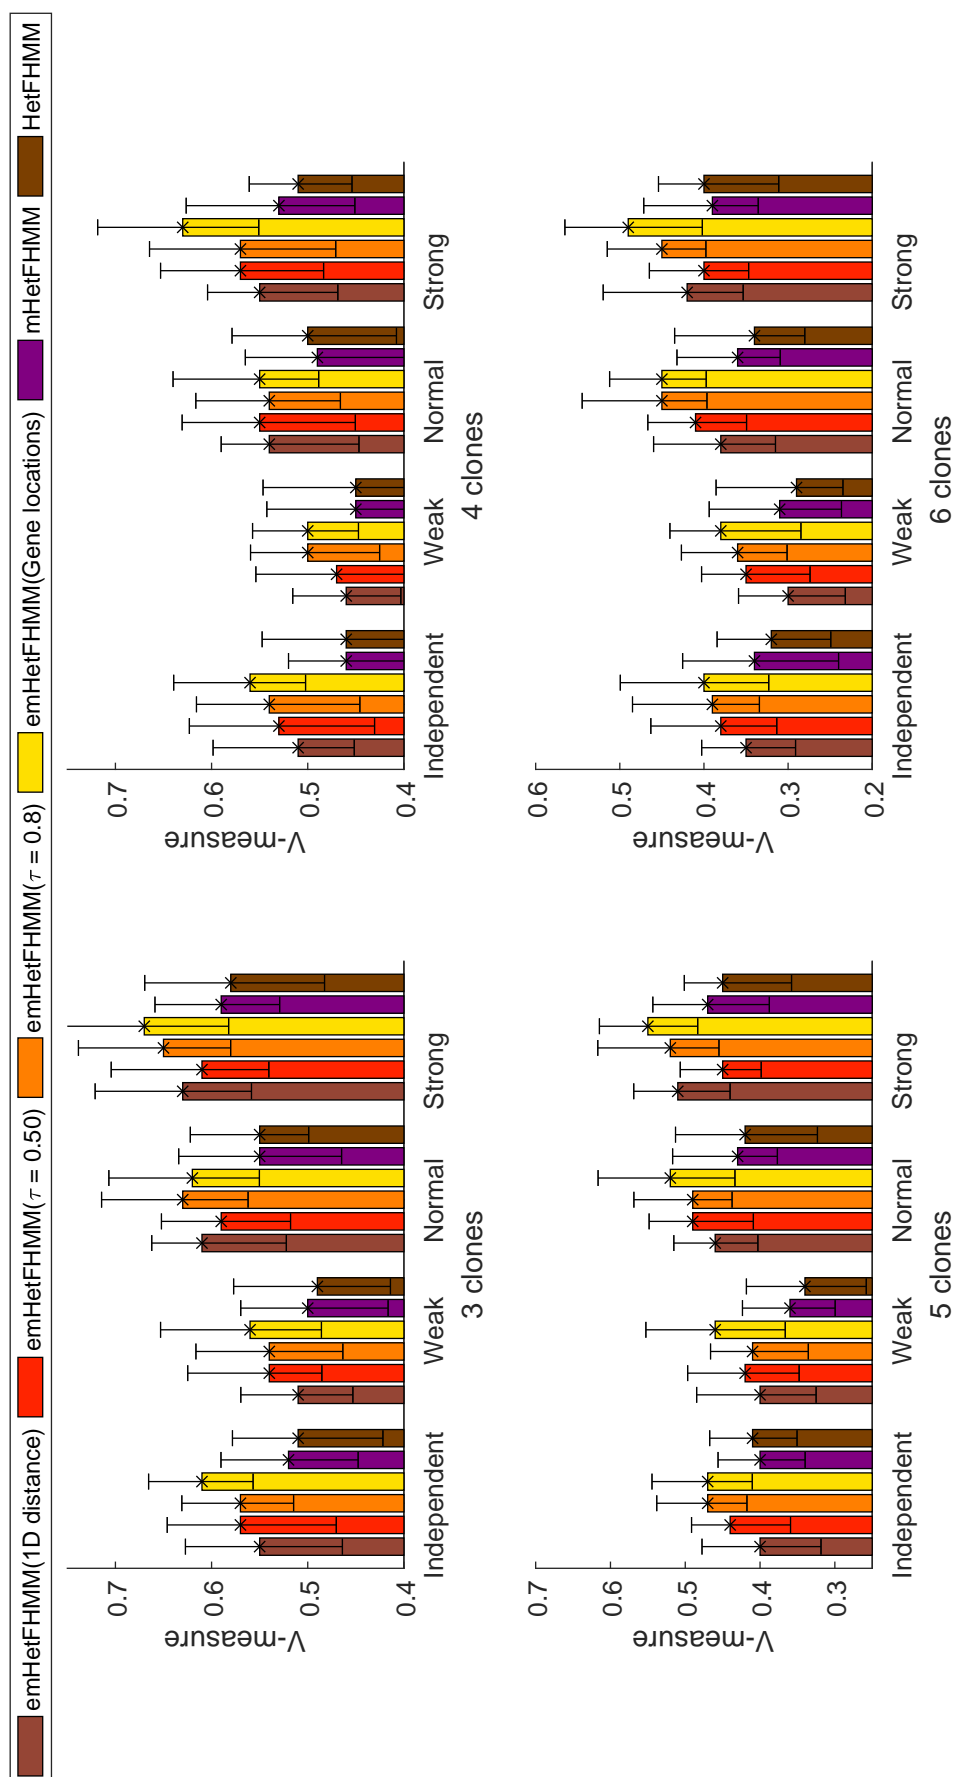 emHetFHMM(1D distance) emHetFHMM(τ = 0.50) emHetFHMM(τ = 0.8) emHetFHMM(Gene locations) mHetFHMM HetFHMM
V-measure
0.7
0.6
0.5
0.4
Independent Weak Normal Strong
3 clones
V-measure
0.7
0.6
0.5
0.4
Independent Weak Normal Strong
4 clones
V-measure
0.7
0.6
0.5
0.4
0.3
Independent Weak Normal Strong
5 clones
V-measure
0.6
0.5
0.4
0.3
0.2
Independent Weak Normal Strong
6 clones